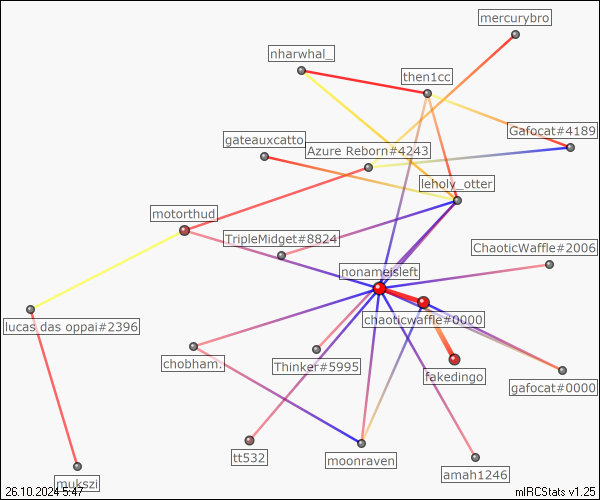 mercurybro
nharwhal_
then1cc
Gafocat#4189
gateauxcatto
Azure Reborn#4243
leholy_otter
motorthud
TripleMidget#8824
ChaoticWaffle#2006
nonameisleft
chaoticwaffle#0000
lucas das oppai#2396
chobham.
Thinker#5995
fakedingo
gafocat#0000
tt532
moonraven
amah1246
mukszi
26.10.2024 5:47
mIRCStats v1.25